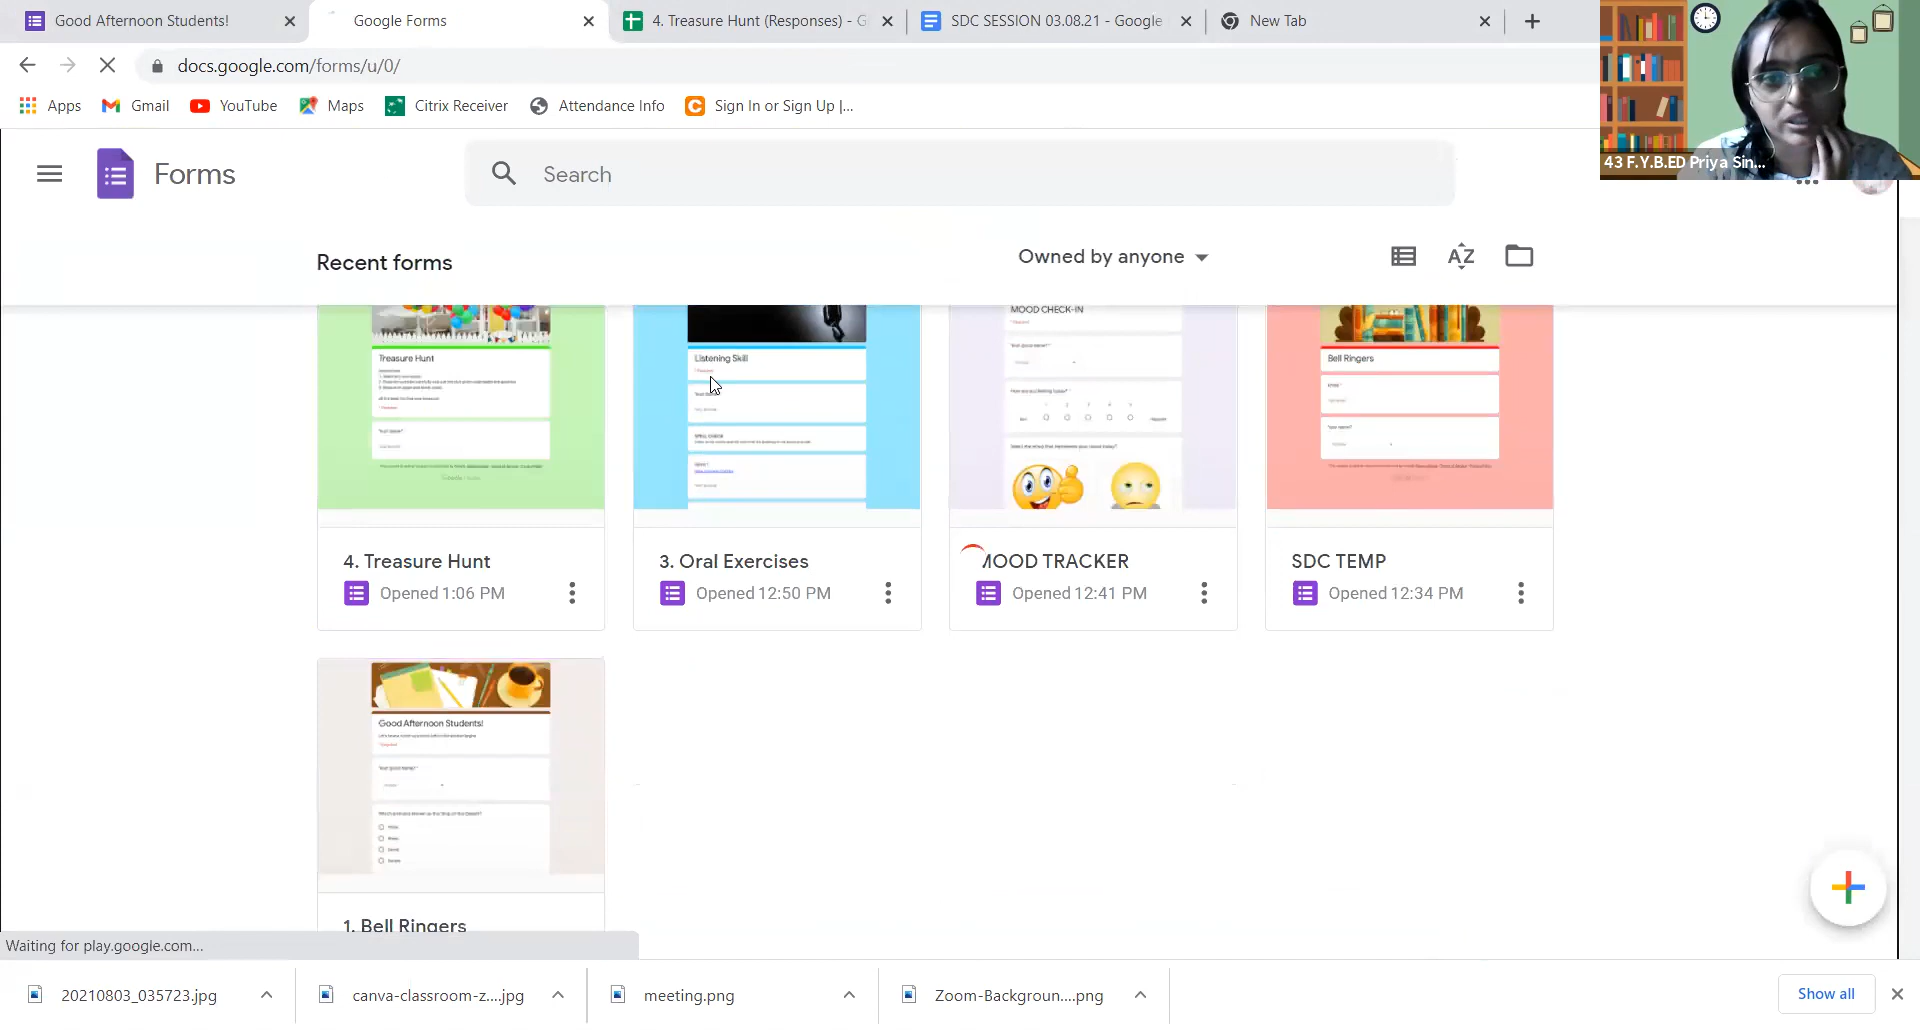 Good Afternoon Students!
Google Forms
4. Treasure Hunt (Responses) - G
SDC SESSION 03.08.21 - Google
New Tab
docs.google.com/forms/u/0/
Apps
Gmail
YouTube
Maps
Citrix Receiver
Attendance Info
Sign In or Sign Up |...
43 F.Y.B.ED Priya Sin...
Forms
Search
Recent forms
Owned by anyone
AZ
Treasure Hunt
Listening Skill
MOOD CHECK-IN
Bell Ringers
4. Treasure Hunt
Opened 1:06 PM
3. Oral Exercises
Opened 12:50 PM
MOOD TRACKER
Opened 12:41 PM
SDC TEMP
Opened 12:34 PM
Good Afternoon Students!
1. Bell Ringers
Waiting for play.google.com...
20210803_035723.jpg
canva-classroom-z....jpg
meeting.png
Zoom-Backgroun....png
Show all